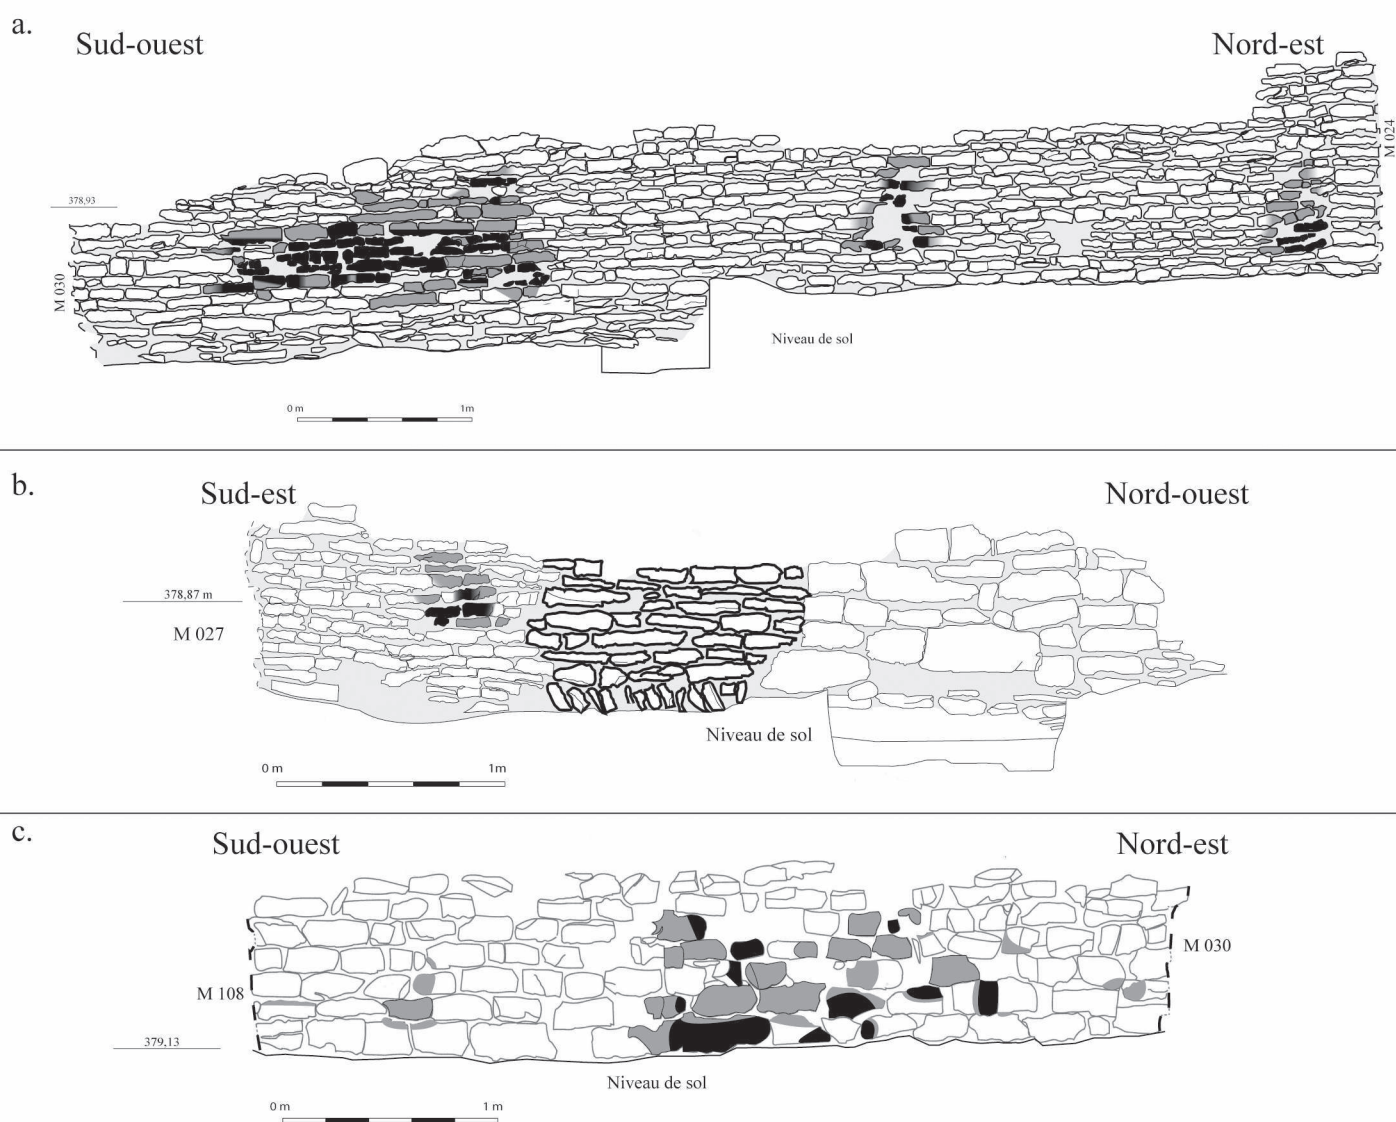 a.
Sud-ouest
Nord-est
M 024
378,93
M 030
Niveau de sol
0 m
1m
b.
Sud-est
Nord-ouest
378,87 m
M 027
Niveau de sol
0 m
1m
c.
Sud-ouest
Nord-est
M 030
M 108
379,13
Niveau de sol
0 m
1 m